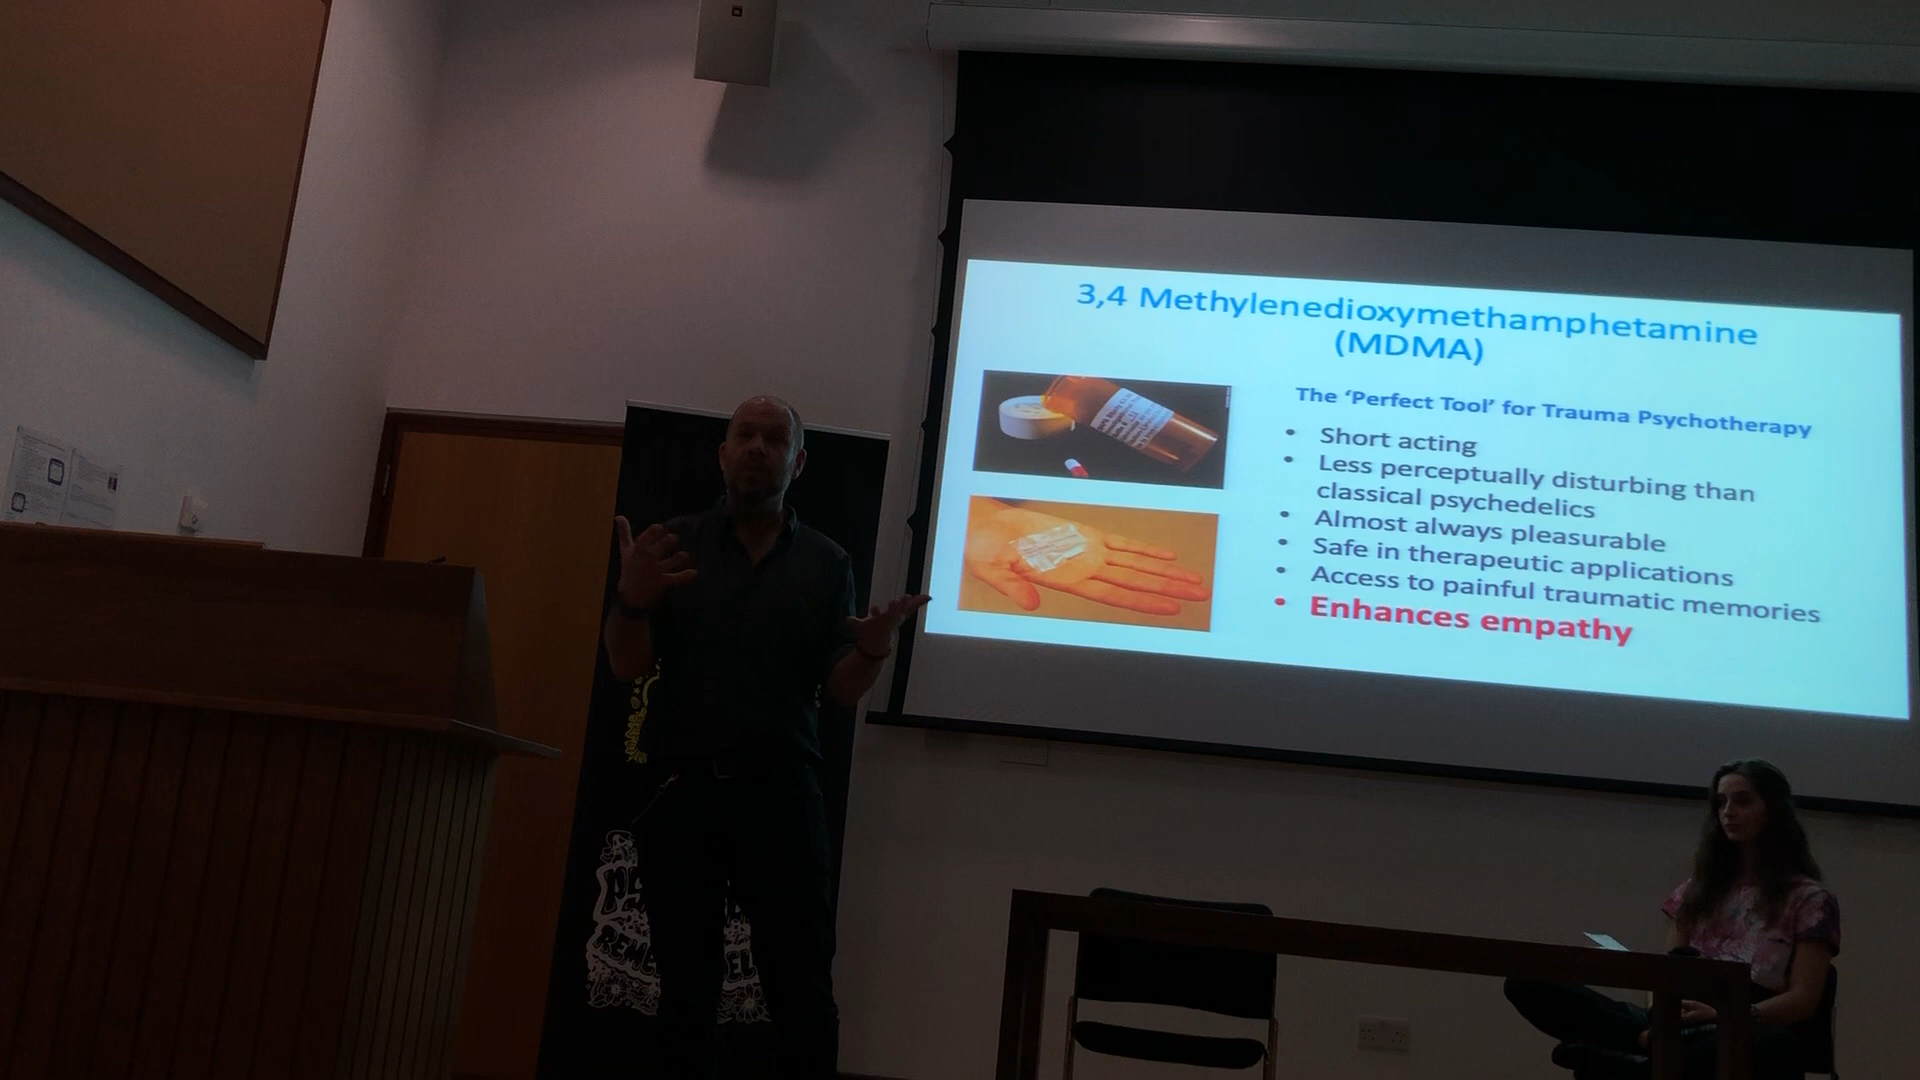 3,4 Methylenedioxymethamphetamine
(MDMA)
The ‘Perfect Tool’ for Trauma Psychotherapy
• Short acting
• Less perceptually disturbing than
classical psychedelics
• Almost always pleasurable
• Safe in therapeutic applications
• Access to painful traumatic memories
• Enhances empathy